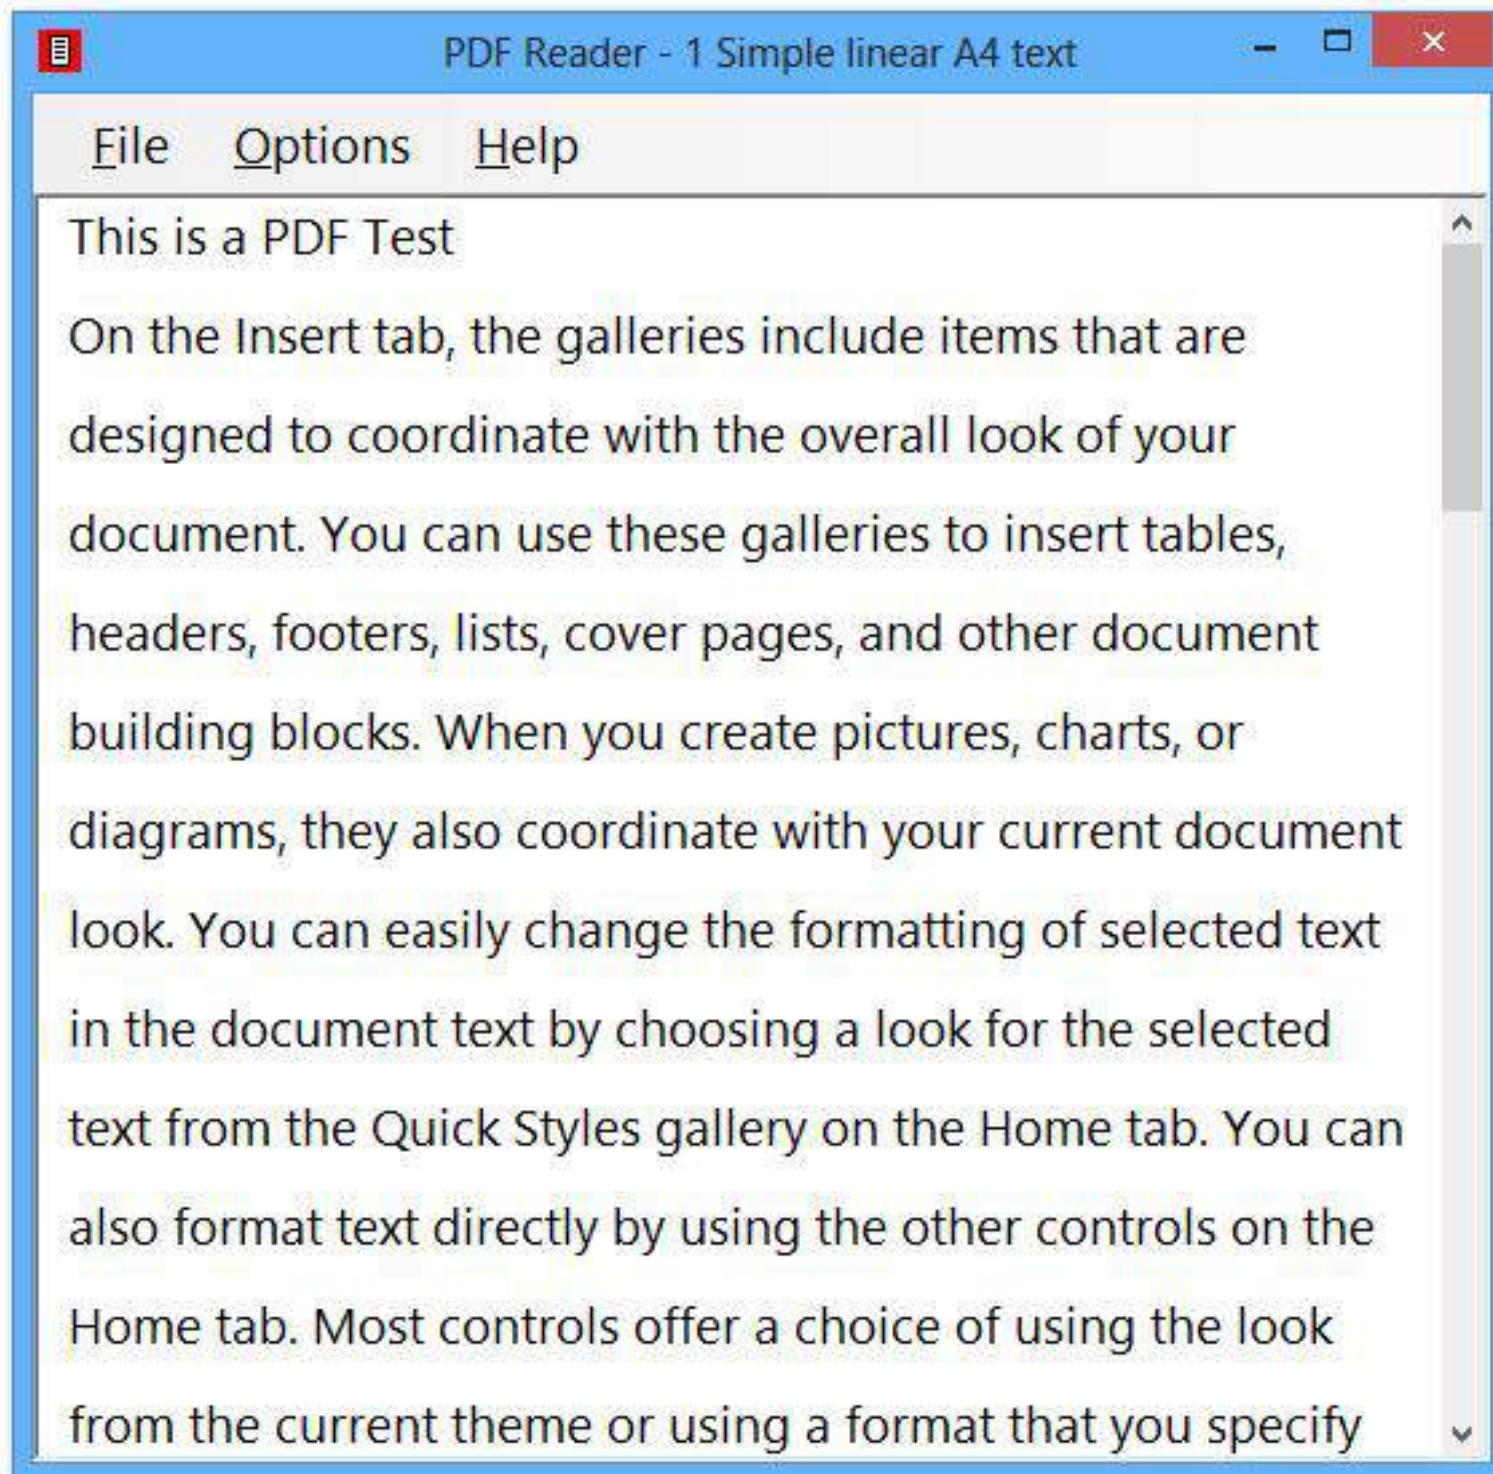 PDF Reader - 1 Simple linear A4 text
File Options Help
This is a PDF Test
On the Insert tab, the galleries include items that are
designed to coordinate with the overall look of your
document. You can use these galleries to insert tables,
headers, footers, lists, cover pages, and other document
building blocks. When you create pictures, charts, or
diagrams, they also coordinate with your current document
look. You can easily change the formatting of selected text
in the document text by choosing a look for the selected
text from the Quick Styles gallery on the Home tab. You can
also format text directly by using the other controls on the
Home tab. Most controls offer a choice of using the look
from the current theme or using a format that you specify